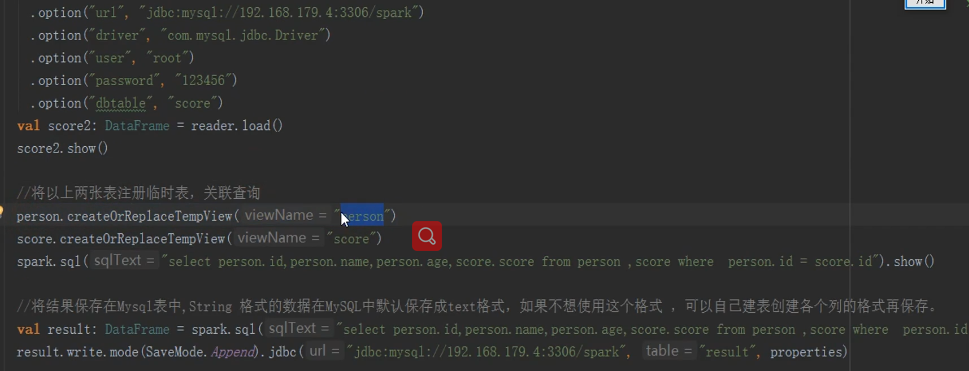 开始
.option("url", "jdbc:mysql://192.168.179.4:3306/spark")
.option("driver", "com.mysql.jdbc.Driver")
.option("user", "root")
.option("password", "123456")
.option("dbtable", "score")
val score2: DataFrame = reader.load()
score2.show()
//将以上两张表注册临时表，关联查询
person.createOrReplaceTempView( viewName = "person")
score.createOrReplaceTempView( viewName = "score")
spark.sql( sqlText = "select person.id,person.name,person.age,score.score from person ,score where  person.id = score.id").show()
//将结果保存在Mysql表中,String 格式的数据在MySQL中默认保存成text格式，如果不想使用这个格式 ，可以自己建表创建各个列的格式再保存。
val result: DataFrame = spark.sql( sqlText = "select person.id,person.name,person.age,score.score from person ,score where  person.id
result.write.mode(SaveMode.Append).jdbc( url = "jdbc:mysql://192.168.179.4:3306/spark", table = "result", properties)